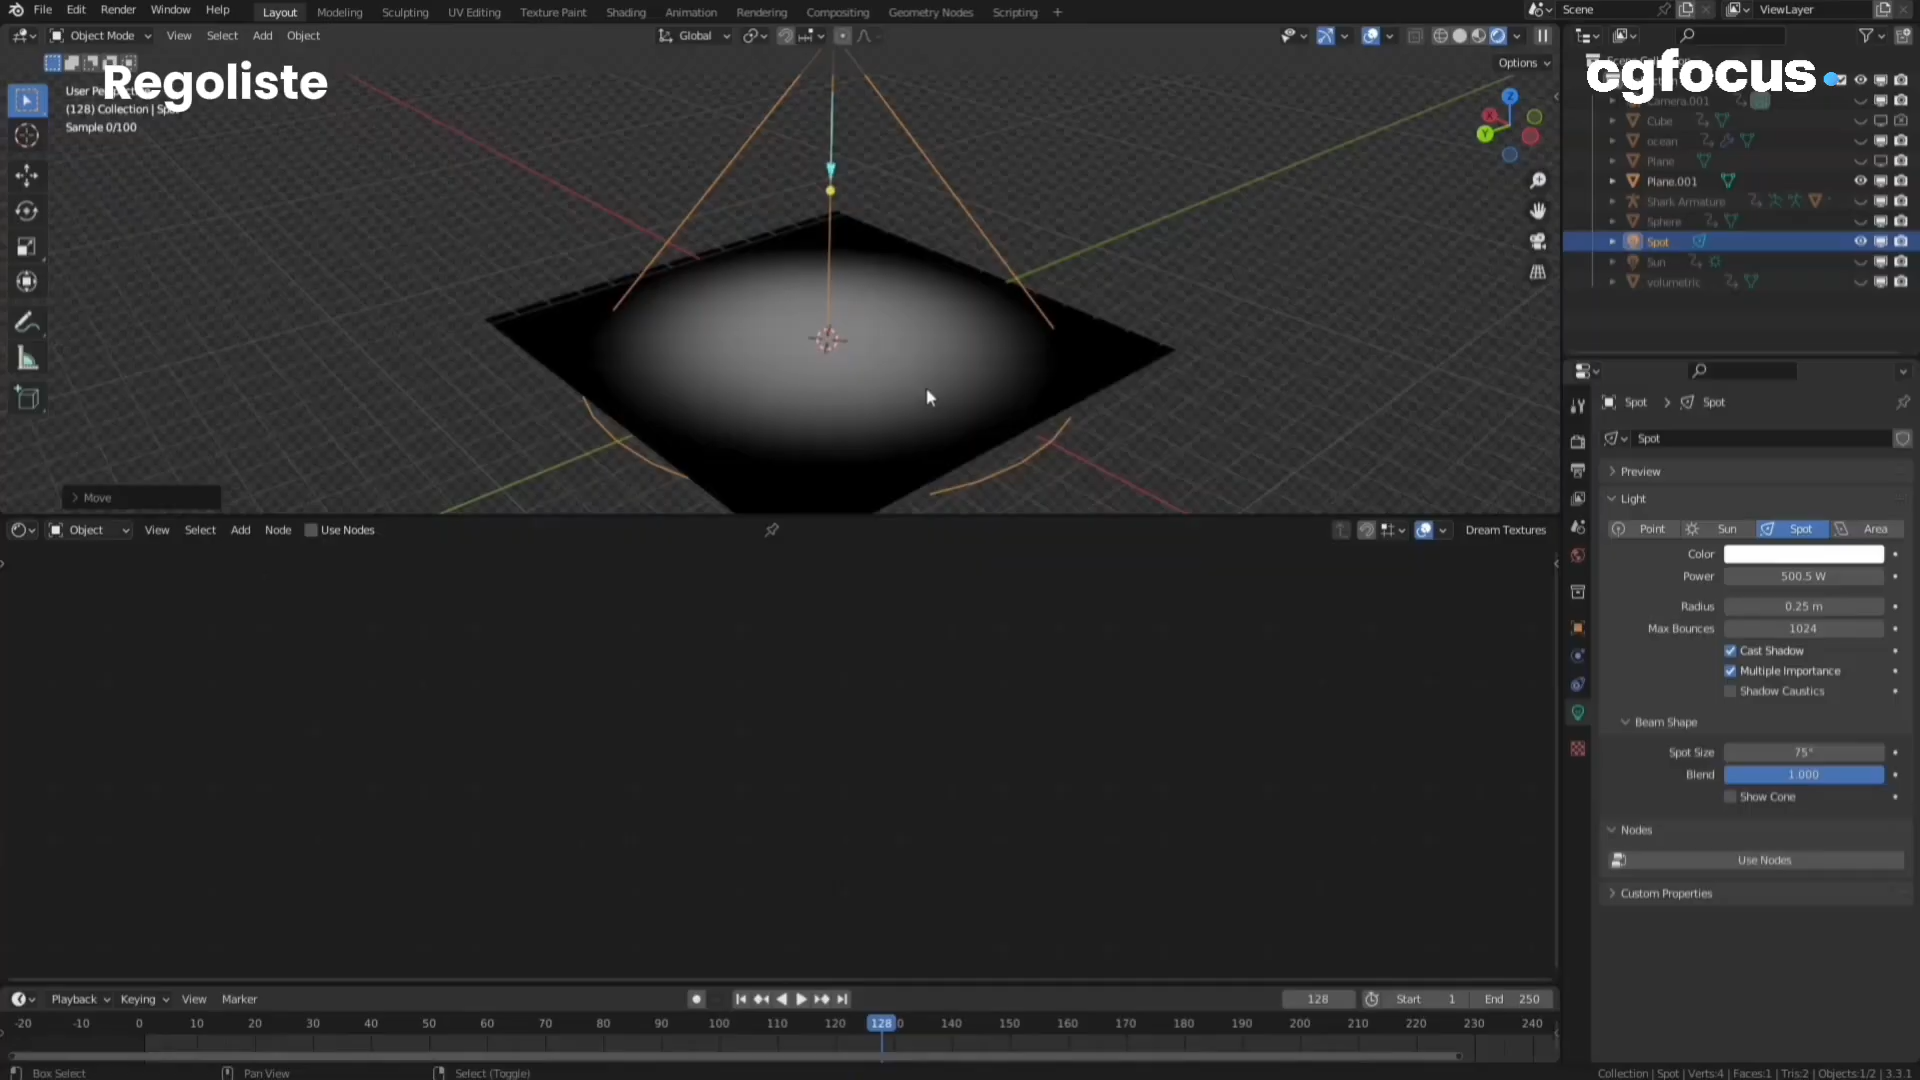 File Edit Render Window Help Layout Modeling Sculpting UV Editing Texture Paint Shading Animation Rendering Compositing Geometry Nodes Scripting + Scene ViewLayer
Object Mode View Select Add Object Global
Options
Regoliste
cgfocus
(128) Collection | Sp
Sample 0/100
Camera.001
Cube
ocean
Plane
Plane.001
Shark Armature
Sphere
Spot
Sun
volumetric
Move
Object View Select Add Node Use Nodes Dream Textures
Spot > Spot
Spot
Preview
Light
Point Sun Spot Area
Color
Power 500.5 W
Radius 0.25 m
Max Bounces 1024
Cast Shadow
Multiple Importance
Shadow Caustics
Beam Shape
Spot Size 75°
Blend 1.000
Show Cone
Nodes
Use Nodes
Custom Properties
Playback Keying View Marker 128 Start 1 End 250
-20 -10 0 10 20 30 40 50 60 70 80 90 100 110 120 128 0 140 150 160 170 180 190 200 210 220 230 240
Box Select Pan View Select (Toggle) Collection | Spot | Verts:4 | Faces:1 | Tris:2 | Objects:1/2 | 3.3.1